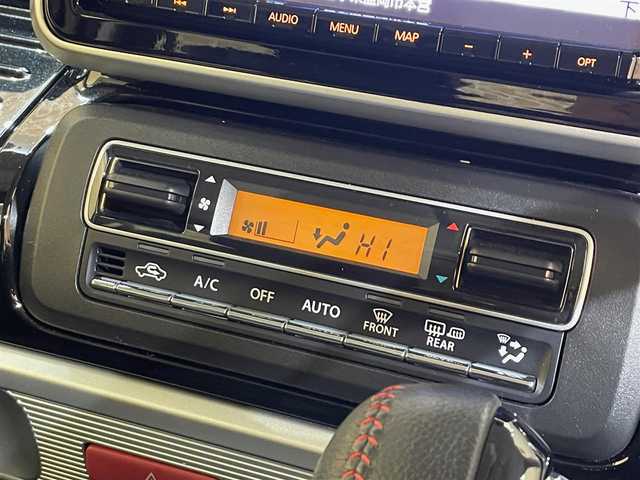 AUDIO
MENU
MAP
−
+
OPT
HI
A/C
OFF
AUTO
FRONT
REAR